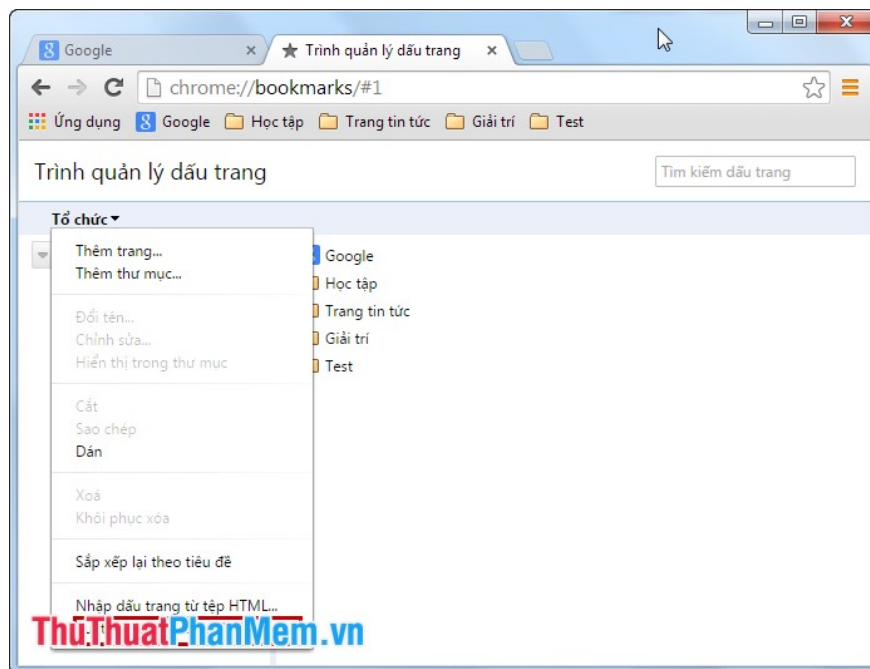 Google
Trình quản lý dấu trang
chrome://bookmarks/#1
Ứng dụng Google Học tập Trang tin tức Giải trí Test
Trình quản lý dấu trang
Tìm kiếm dấu trang
Tổ chức
Thêm trang...
Thêm thư mục...
Đổi tên...
Chỉnh sửa...
Hiển thị trong thư mục
Cắt
Sao chép
Dán
Xoá
Khôi phục xóa
Sắp xếp lại theo tiêu đề
Nhập dấu trang từ tệp HTML...
Google
Học tập
Trang tin tức
Giải trí
Test
ThuThuatPhanMem.vn